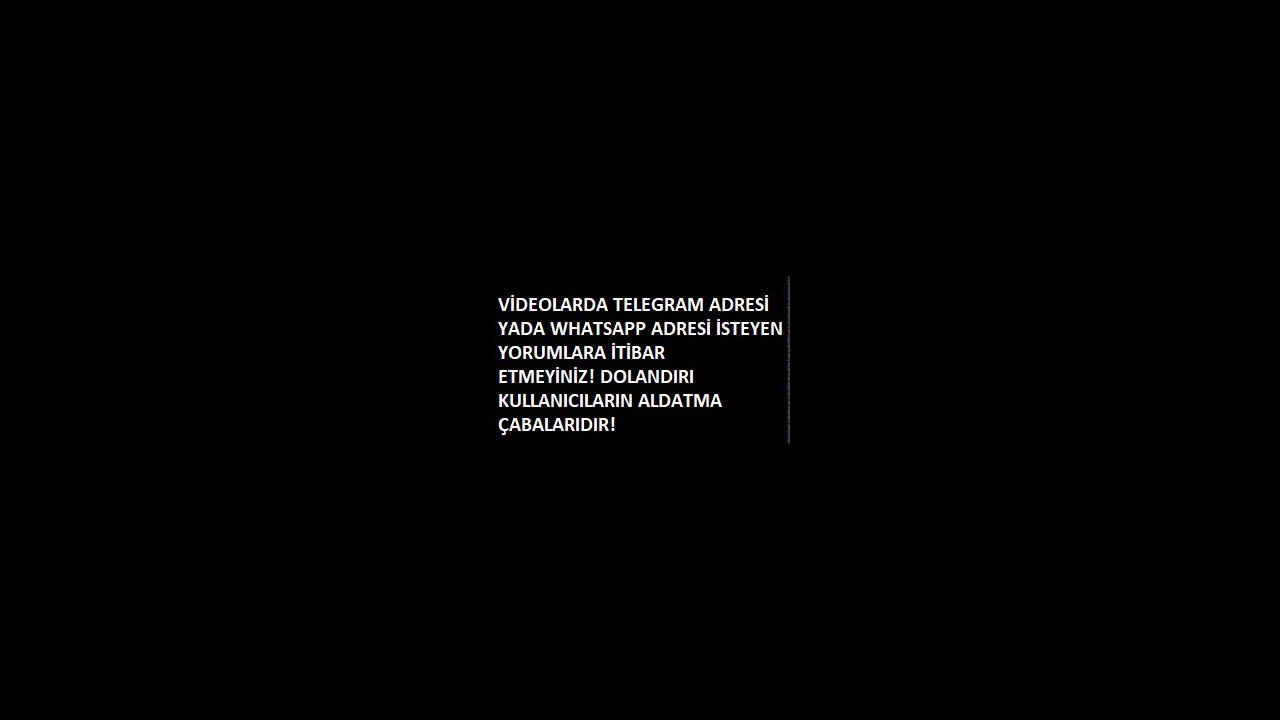 VİDEOLARDA TELEGRAM ADRESİ
YADA WHATSAPP ADRESİ İSTEYEN
YORUMLARA İTİBAR
ETMEYİNİZ! DOLANDIRI
KULLANICILARIN ALDATMA
ÇABALARIDIR!